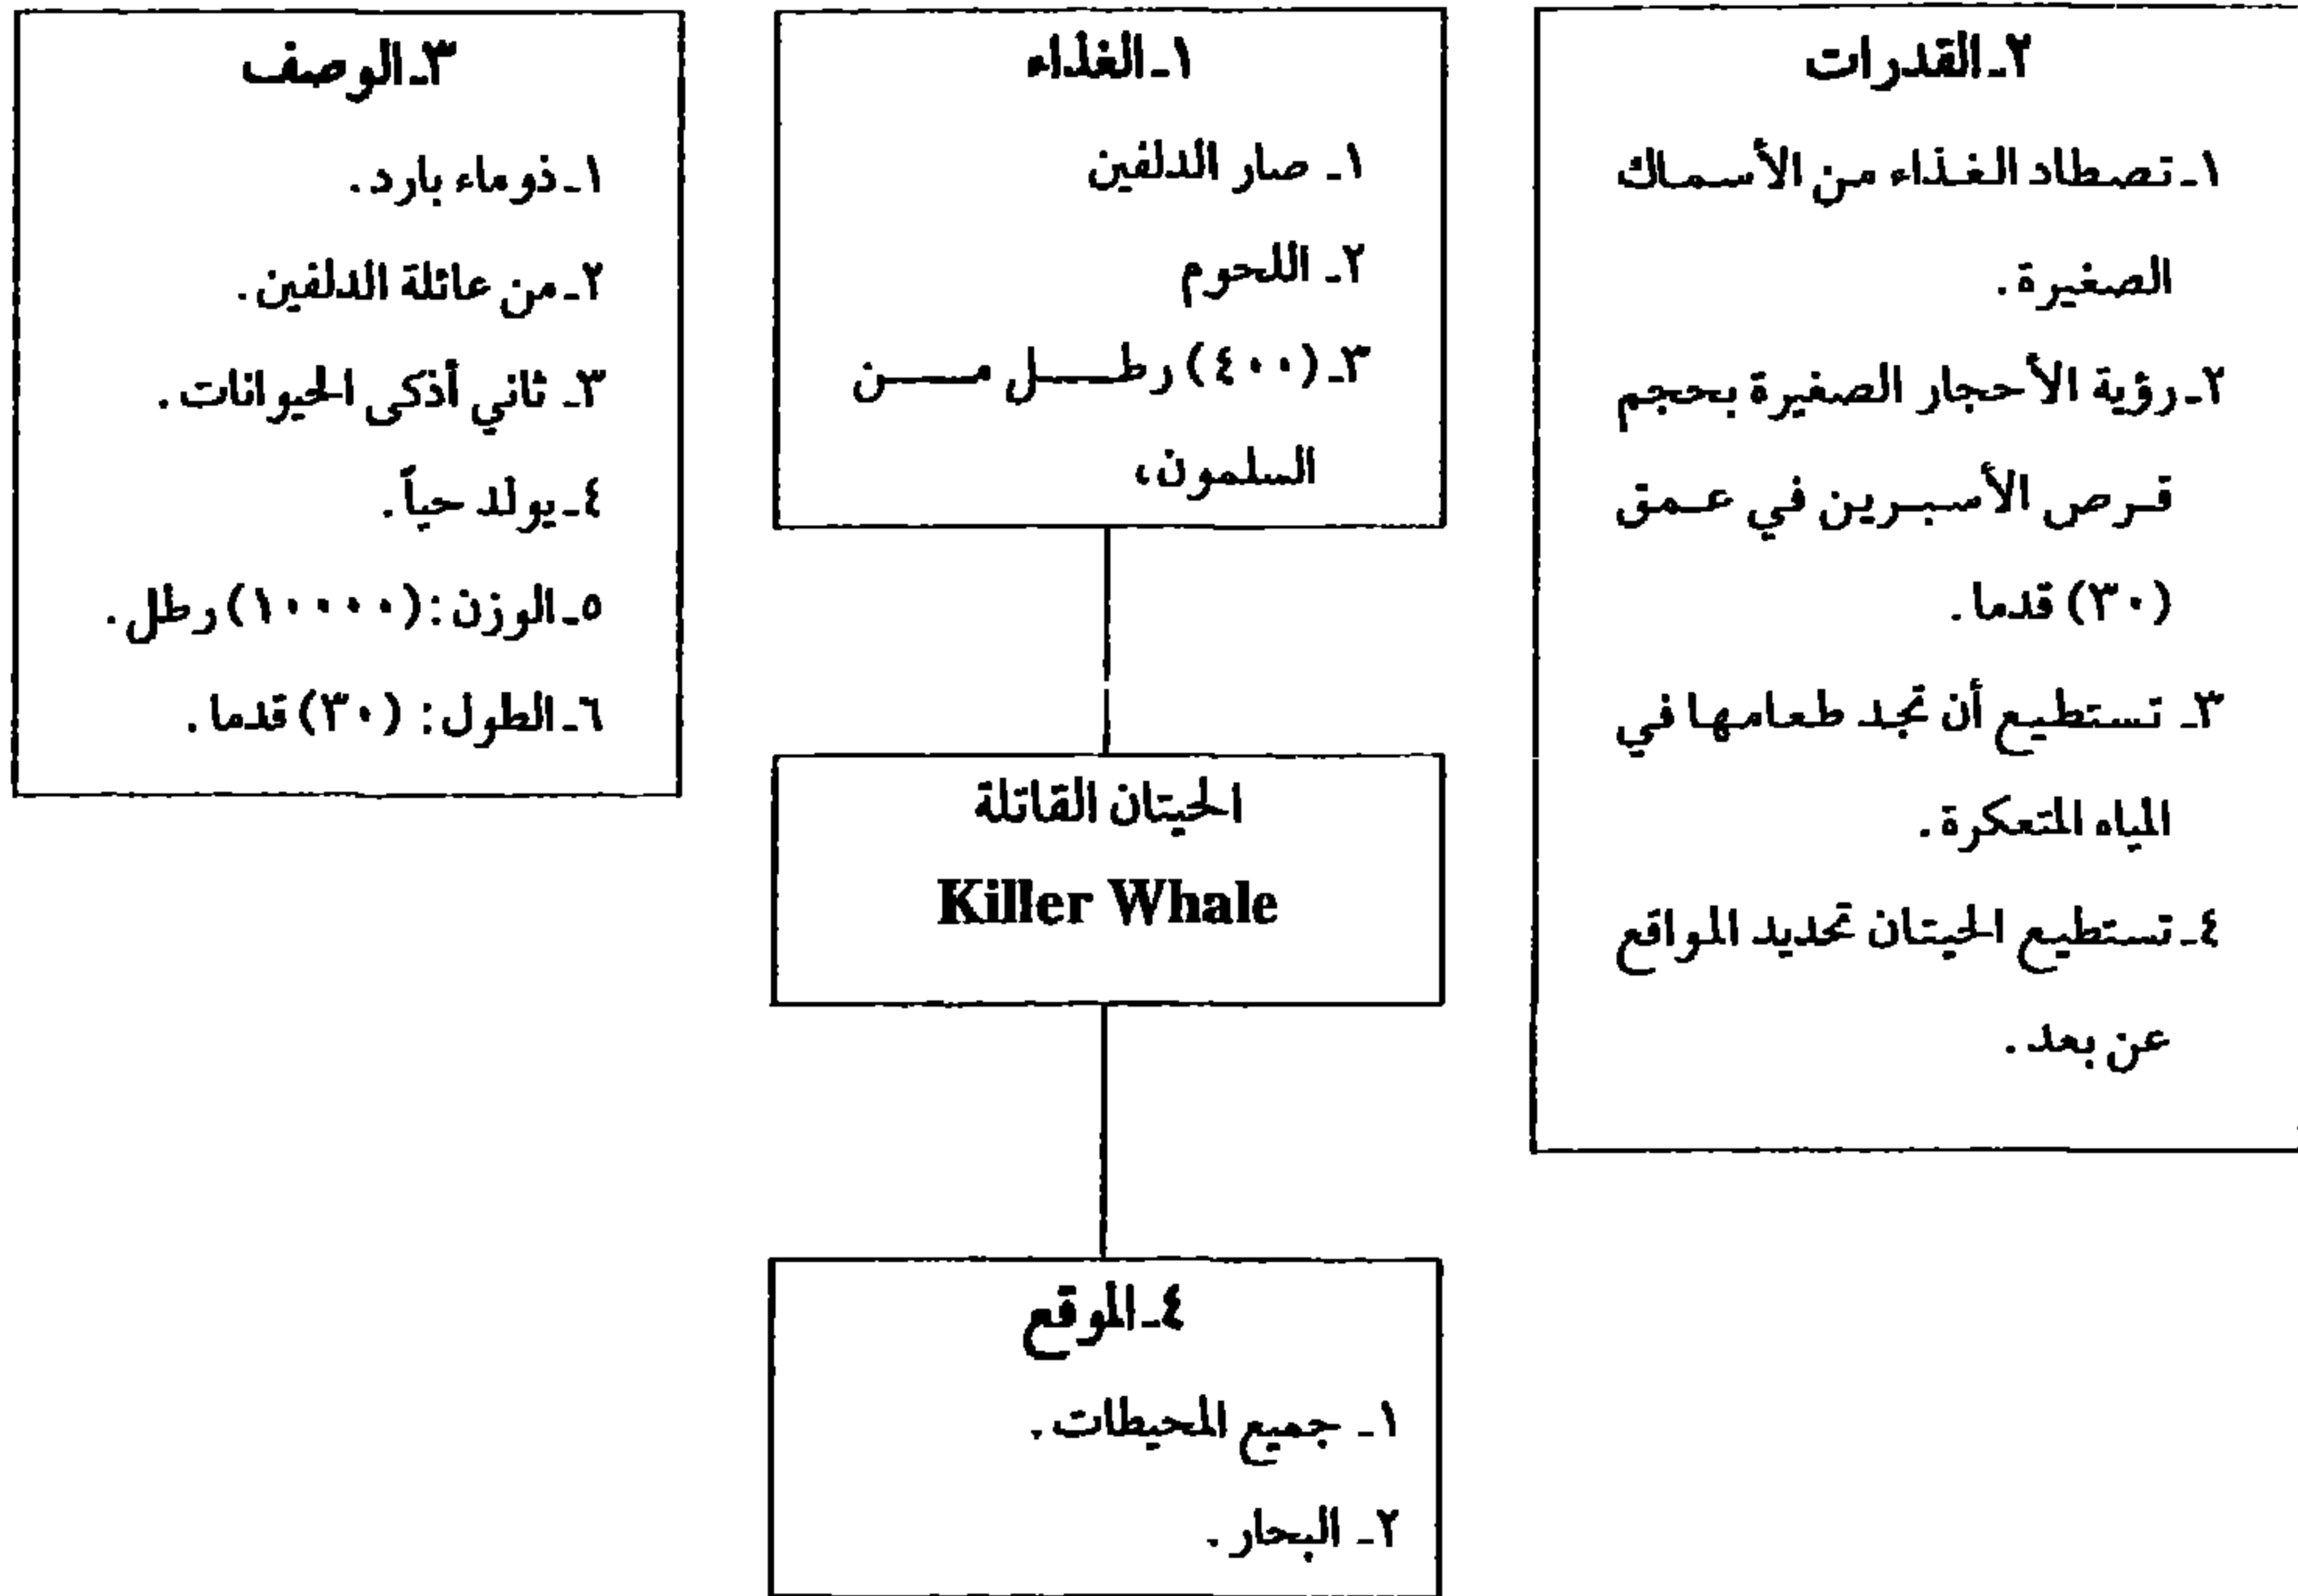 ٢ـ القدرات
١ـ تصطاد الغذاء من الأسماك
الصغيرة.
٢ـ رؤية الأحجار الصغيرة بحجم
قرص الأسبرين في عمق
(٣٠) قدما.
٣ـ تستطيع أن تجد طعامها في
المياه المتعكرة.
٤ـ تستطيع الحيتان تحديد المواقع
عن بعد.
١ـ الغذاء
١ـ صار الدلفين
٢ـ اللحوم
٣ـ (٤٠٠) رطل من
السلمون،
٣ـ الوصف
١ـ ذو ماء بارد.
٢ـ من عائلة الدلفين.
٣ـ ثاني أذكى الحيوانات.
٤ـ يولد حياً.
٥ـ الوزن: (١٠٠٠٠) رطل.
٦ـ الطول: (٣٠) قدما.
الحيتان القاتلة
Killer Whale
٤ـ الموقع
١ـ جميع المحيطات.
٢ـ البحار.